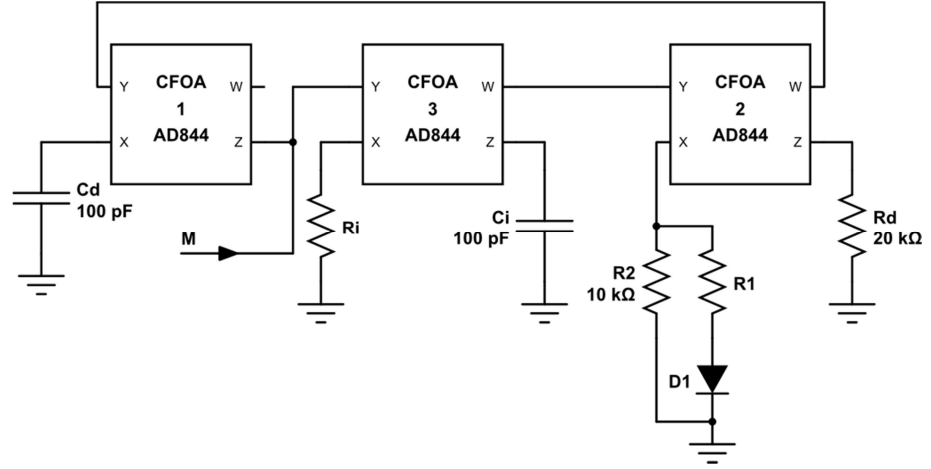 Y
CFOA
1
AD844
W
X
Z
Y
CFOA
3
AD844
W
X
Z
Y
CFOA
2
AD844
W
X
Z
Cd
100 pF
M
Ri
Ci
100 pF
R2
10 kΩ
R1
D1
Rd
20 kΩ